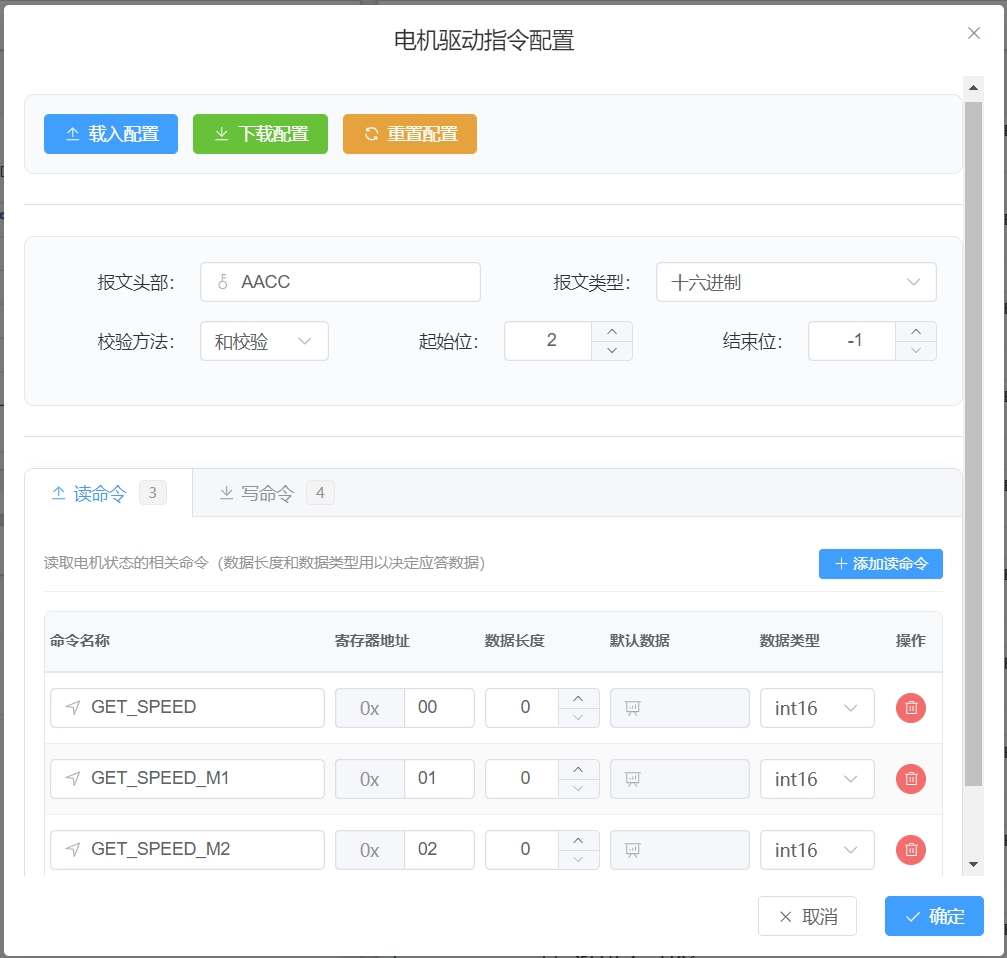 电机驱动指令配置
载入配置 下载配置 重置配置
报文头部： AACC 报文类型： 十六进制
校验方法： 和校验 起始位： 2 结束位： -1
读命令 3 写命令 4
读取电机状态的相关命令（数据长度和数据类型用以决定应答数据） 添加读命令
命令名称 寄存器地址 数据长度 默认数据 数据类型 操作
GET_SPEED 0x 00 0 int16
GET_SPEED_M1 0x 01 0 int16
GET_SPEED_M2 0x 02 0 int16
取消 确定